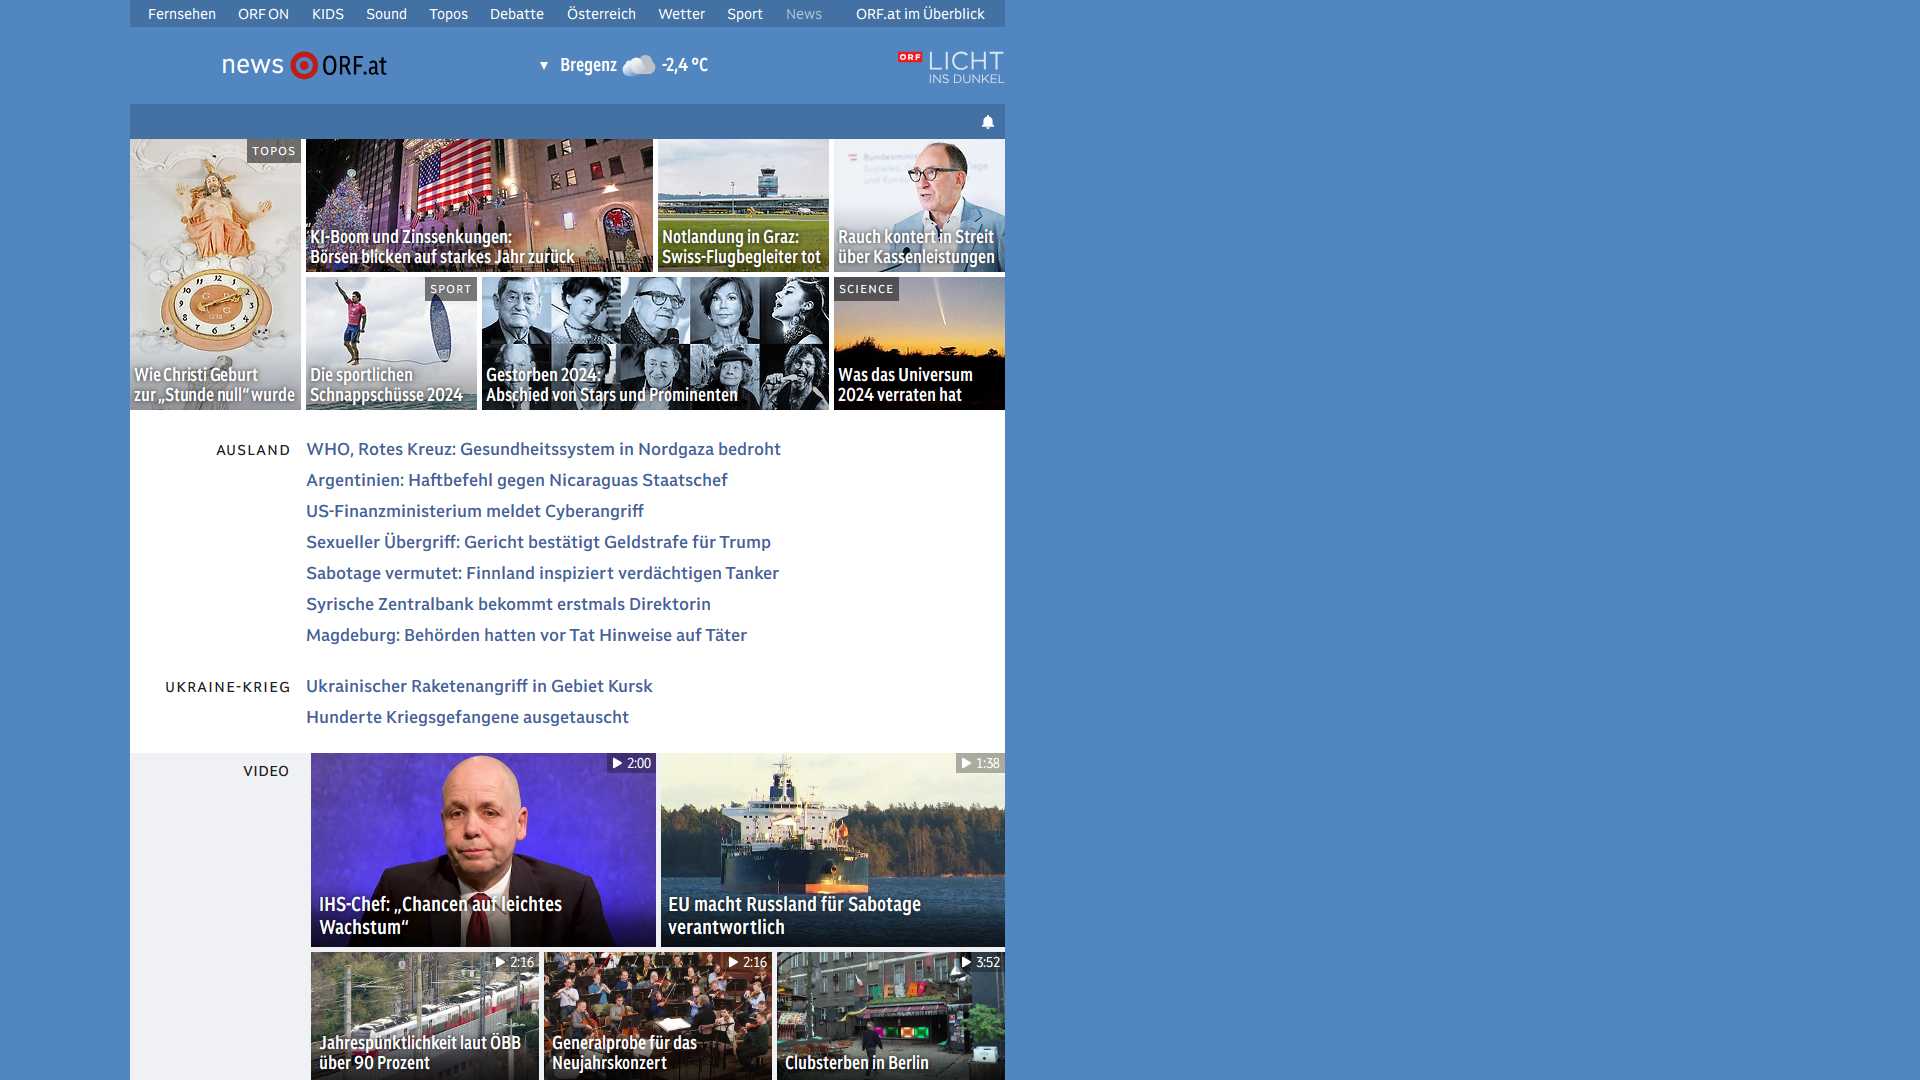 Fernsehen ORF ON KIDS Sound Topos Debatte Österreich Wetter Sport News ORF.at im Überblick
news ORF.at
Bregenz -2,4 °C
ORF LICHT
INS DUNKEL
TOPOS
Wie Christi Geburt
zur „Stunde null“ wurde
KI-Boom und Zinssenkungen:
Börsen blicken auf starkes Jahr zurück
Notlandung in Graz:
Swiss-Flugbegleiter tot
Rauch kontert in Streit
über Kassenleistungen
SPORT
Die sportlichen
Schnappschüsse 2024
Gestorben 2024:
Abschied von Stars und Prominenten
SCIENCE
Was das Universum
2024 verraten hat
AUSLAND
WHO, Rotes Kreuz: Gesundheitssystem in Nordgaza bedroht
Argentinien: Haftbefehl gegen Nicaraguas Staatschef
US-Finanzministerium meldet Cyberangriff
Sexueller Übergriff: Gericht bestätigt Geldstrafe für Trump
Sabotage vermutet: Finnland inspiziert verdächtigen Tanker
Syrische Zentralbank bekommt erstmals Direktorin
Magdeburg: Behörden hatten vor Tat Hinweise auf Täter
UKRAINE-KRIEG
Ukrainischer Raketenangriff in Gebiet Kursk
Hunderte Kriegsgefangene ausgetauscht
VIDEO
2:00
IHS-Chef: „Chancen auf leichtes
Wachstum“
1:38
EU macht Russland für Sabotage
verantwortlich
2:16
Jahrespünktlichkeit laut ÖBB
über 90 Prozent
2:16
Generalprobe für das
Neujahrskonzert
3:52
Clubsterben in Berlin